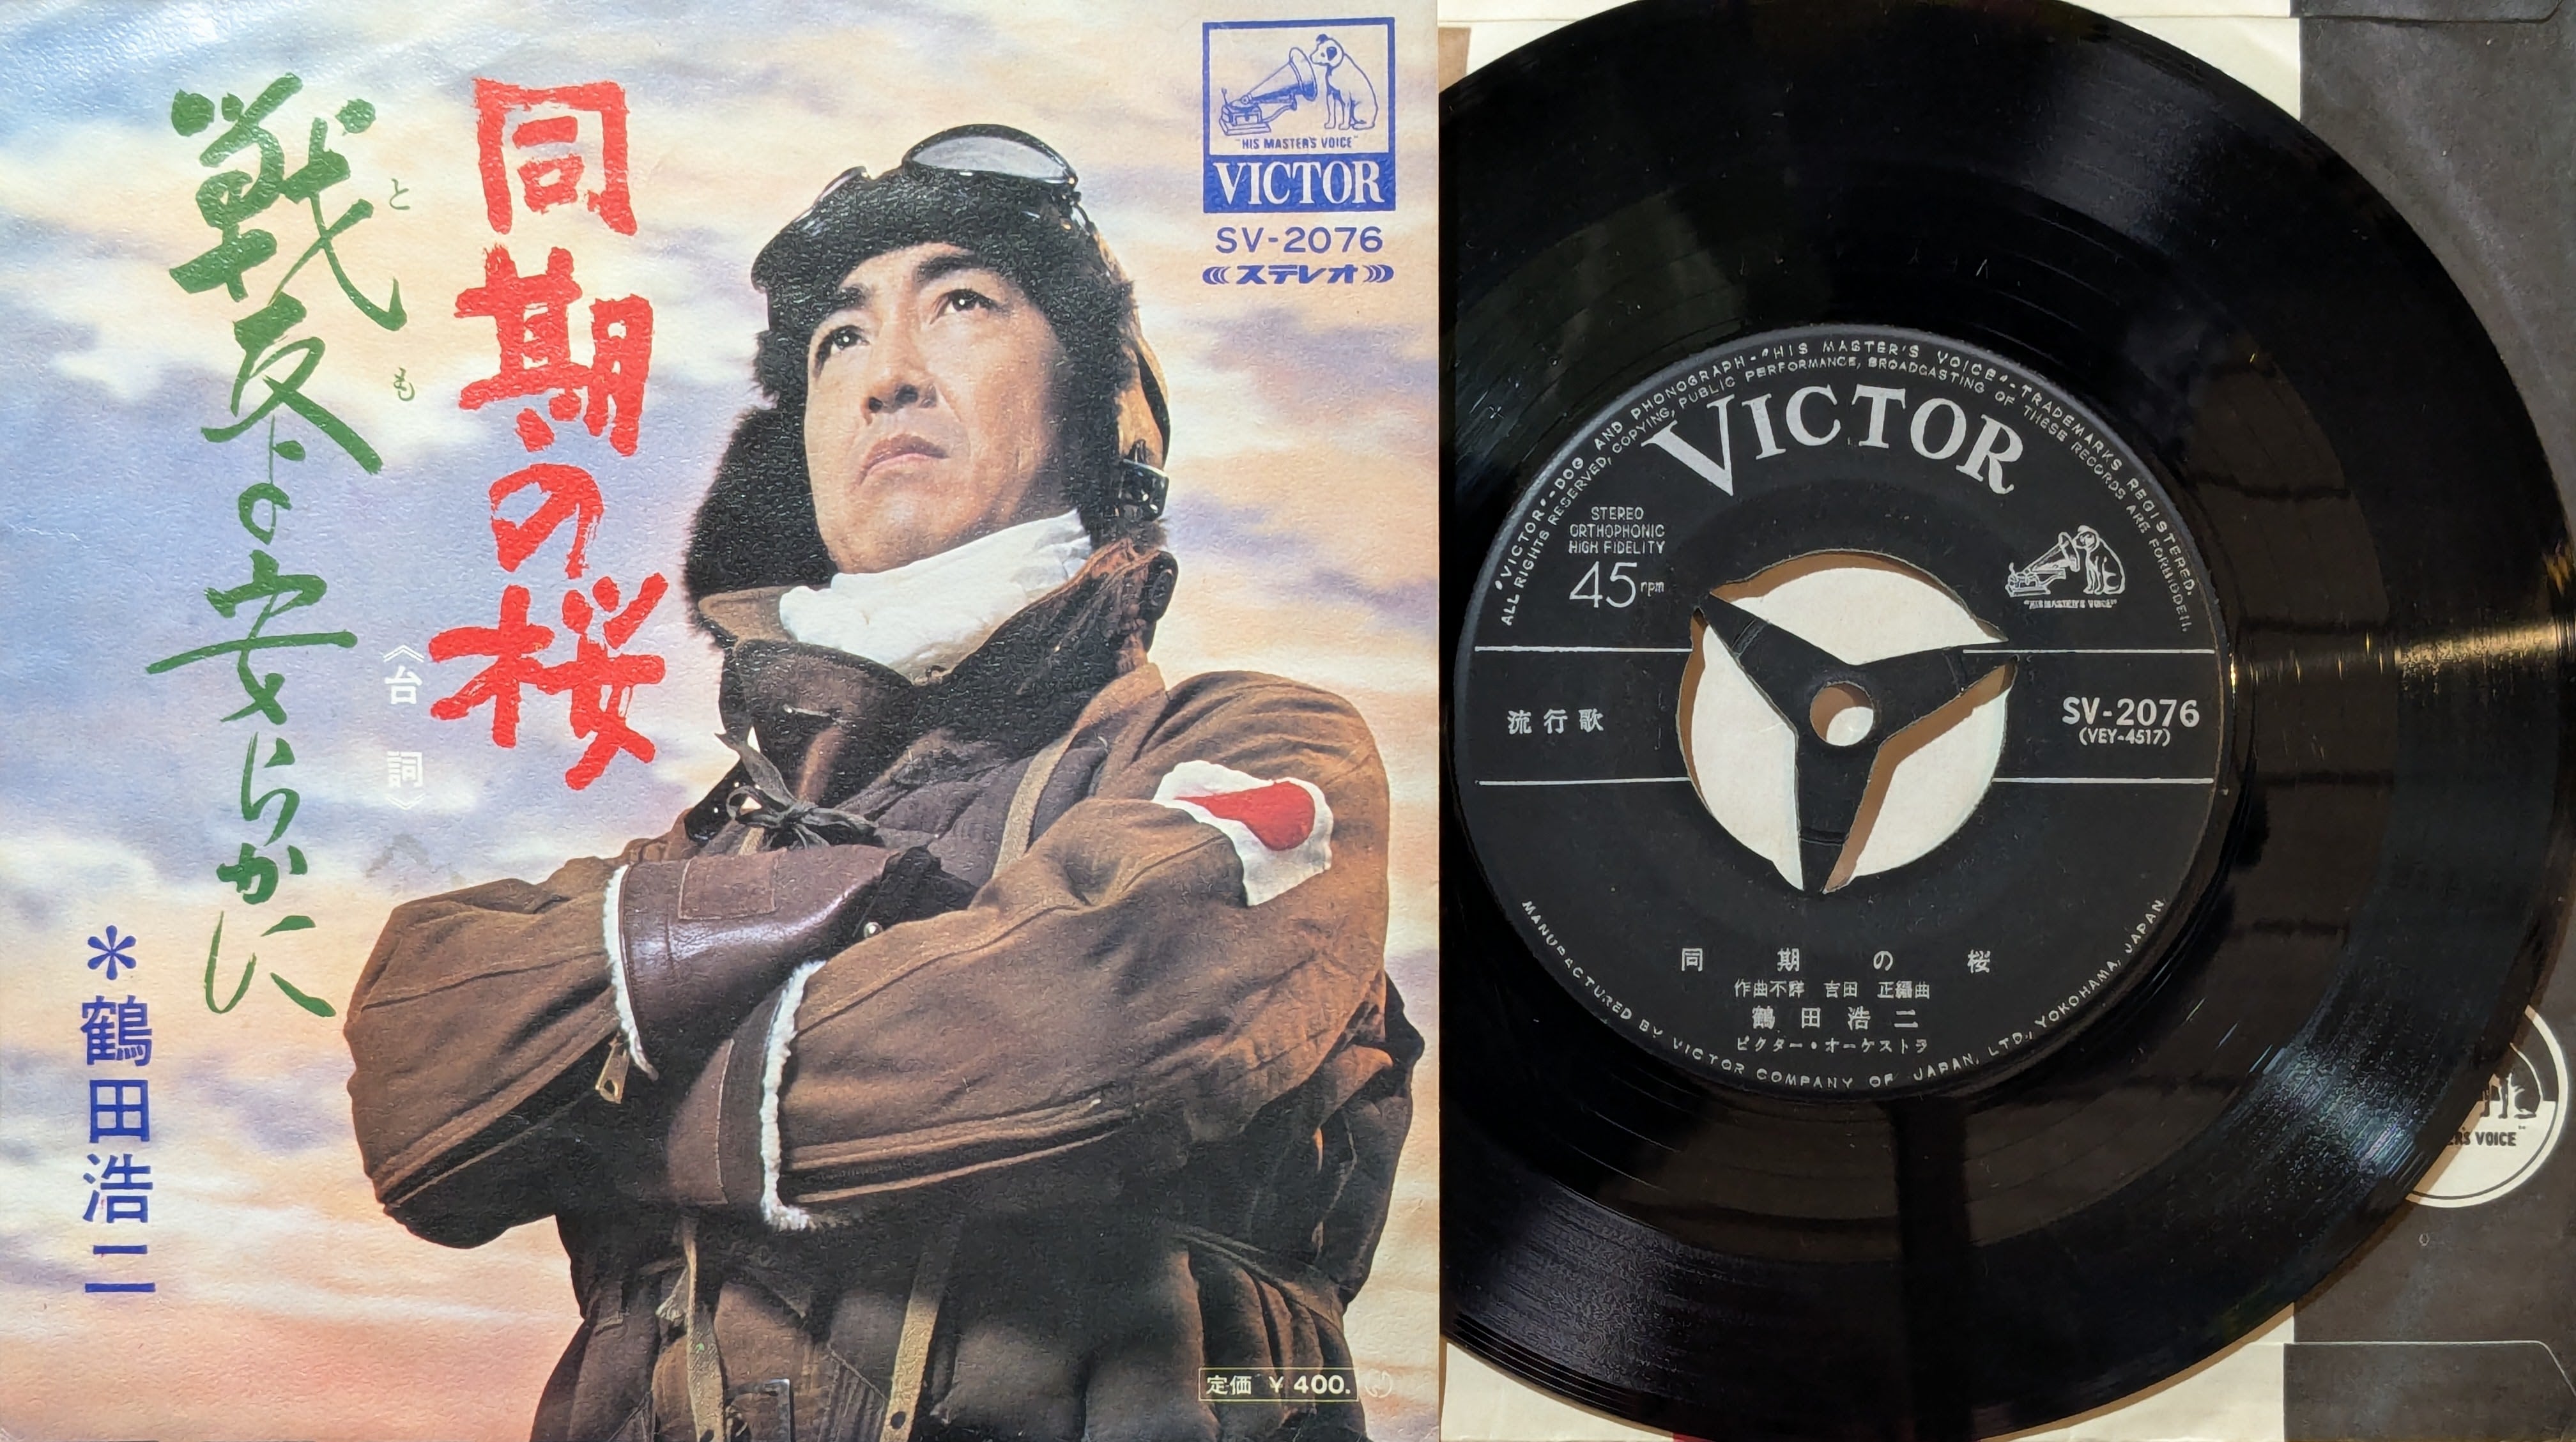 同期の桜
戦友よ安らかに
とも
《台詞》
*鶴田浩二
"HIS MASTER'S VOICE"
VICTOR
SV-2076
ステレオ
定価 ¥400.
"VICTOR"-DOG AND PHONOGRAPH-"HIS MASTER'S VOICE"-TRADEMARKS REGISTERED.
ALL RIGHTS RESERVED, COPYING, PUBLIC PERFORMANCE, BROADCASTING OF THESE RECORDS ARE FORBIDDEN.
VICTOR
STEREO
ORTHOPHONIC
HIGH FIDELITY
45 rpm
"HIS MASTER'S VOICE"
流行歌
SV-2076
(VEY-4517)
同期の桜
作曲不詳 吉田 正編曲
鶴田浩二
ビクター・オーケストラ
MANUFACTURED BY VICTOR COMPANY OF JAPAN, LTD., YOKOHAMA, JAPAN
VOICE"